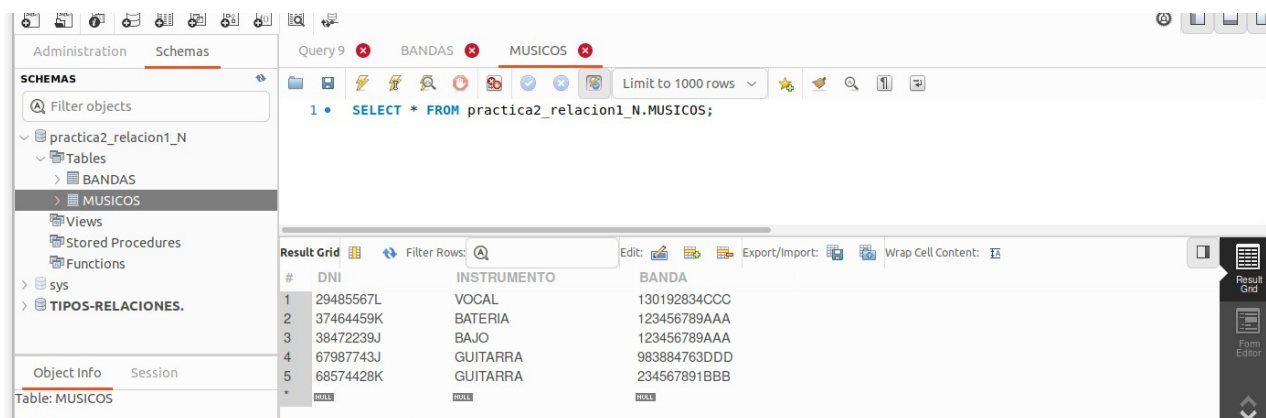 Administration Schemas
Query 9 BANDAS MUSICOS
SCHEMAS
Filter objects
practica2_relacion1_N
Tables
BANDAS
MUSICOS
Views
Stored Procedures
Functions
sys
TIPOS-RELACIONES.
Object Info Session
Table: MUSICOS
Limit to 1000 rows
1 SELECT * FROM practica2_relacion1_N.MUSICOS;
Result Grid Filter Rows: Edit: Export/Import: Wrap Cell Content:
# DNI INSTRUMENTO BANDA
1 29485567L VOCAL 130192834CCC
2 37464459K BATERIA 123456789AAA
3 38472239J BAJO 123456789AAA
4 67987743J GUITARRA 983884763DDD
5 68574428K GUITARRA 234567891BBB
* NULL NULL NULL
Result
Grid
Form
Editor